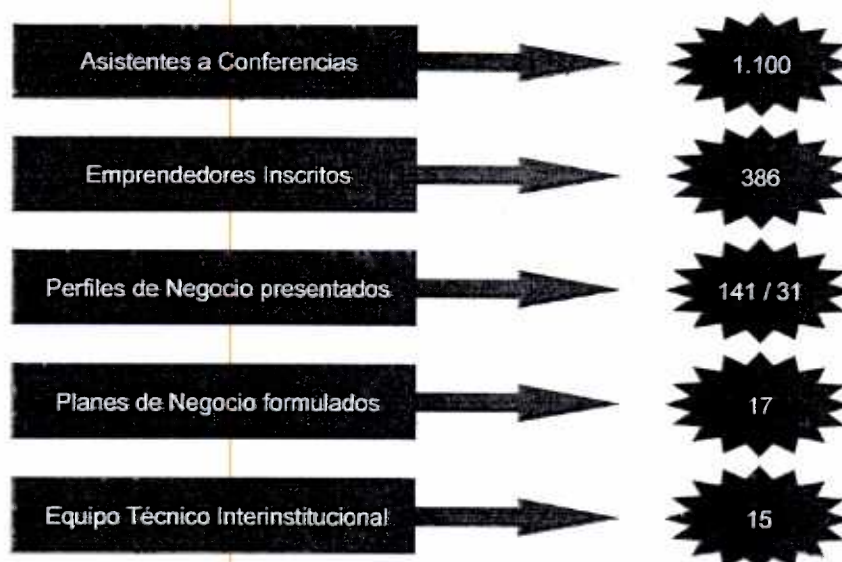 Asistentes a Conferencias 1.100
Emprendedores Inscritos 386
Perfiles de Negocio presentados 141 / 31
Planes de Negocio formulados 17
Equipo Técnico Interinstitucional 15